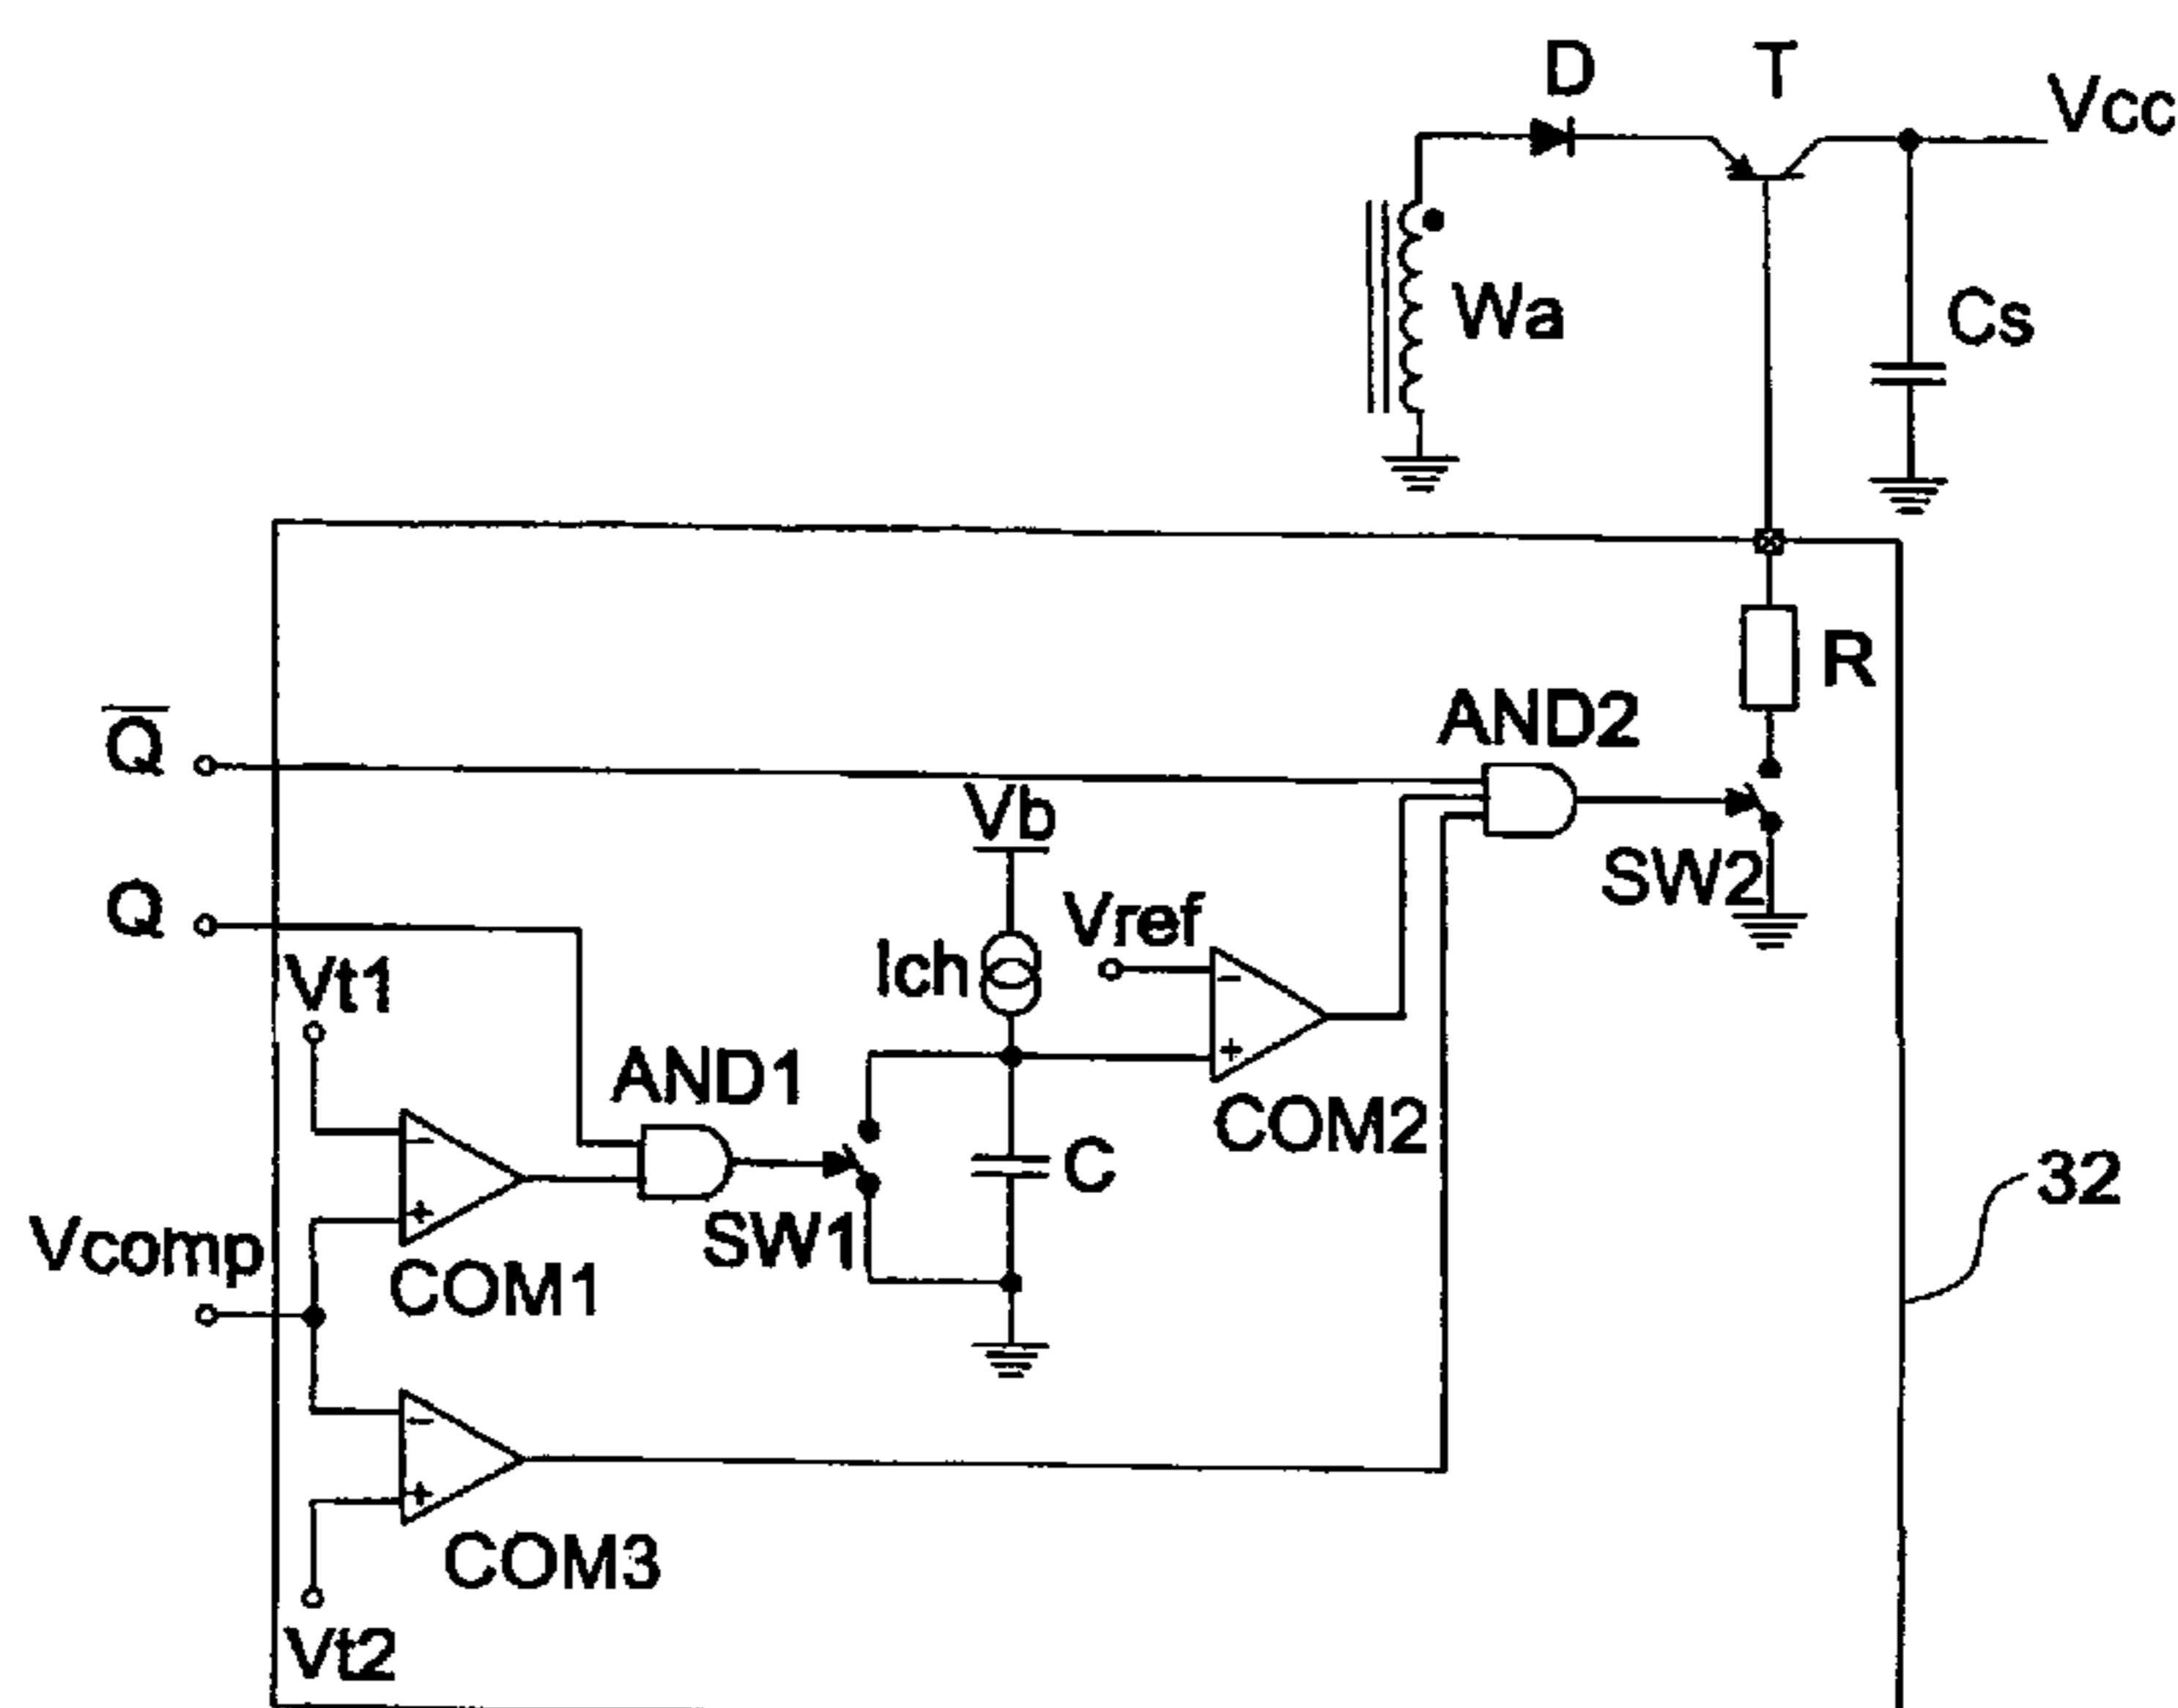 D
T
Vcc
Wa
Cs
R
Q̅
AND2
Vb
SW2
Q
Vref
Ich
Vt1
AND1
COM2
C
32
Vcomp
SW1
COM1
COM3
Vt2